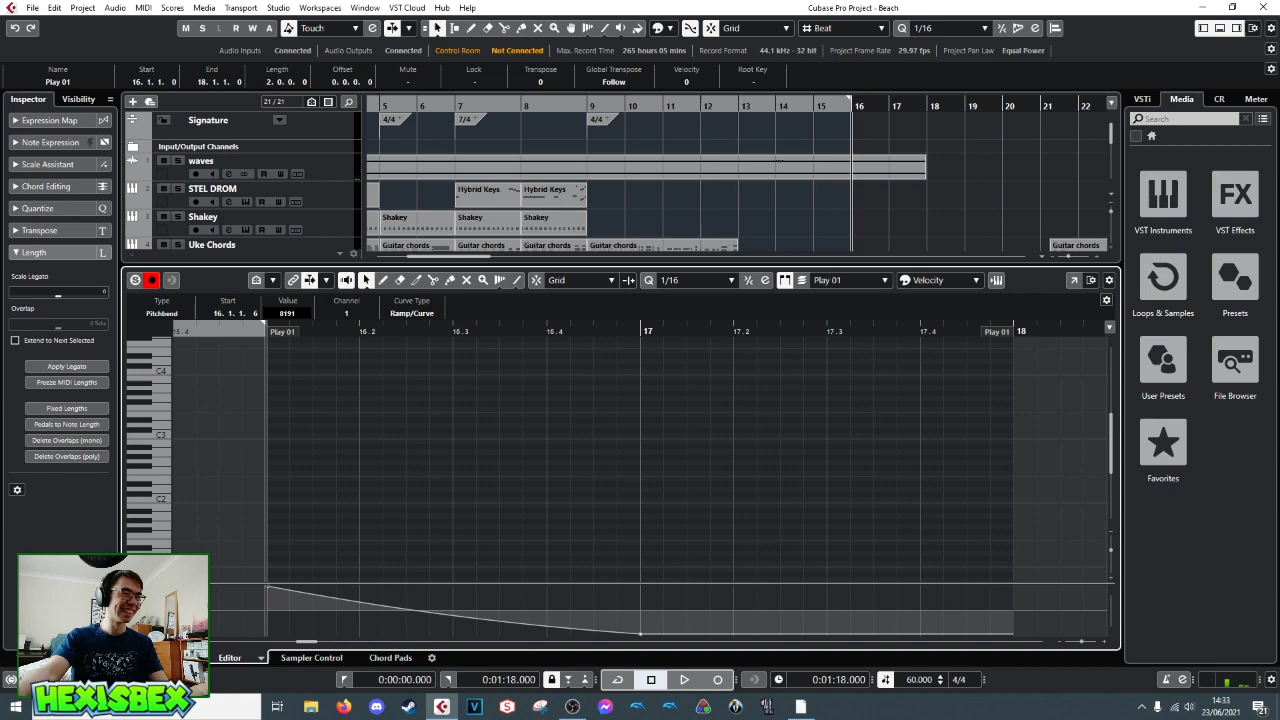 Cubase Pro Project - Beach
File Edit Project Audio MIDI Scores Media Transport Studio Workspaces Window VST Cloud Hub Help
M S L R W A Touch Grid Beat Q 1/16
Audio Inputs Connected Audio Outputs Connected Control Room Not Connected Max. Record Time 265 hours 05 mins Record Format 44.1 kHz - 32 bit Project Frame Rate 29.97 fps Project Pan Law Equal Power
Name Start End Length Offset Mute Lock Transpose Global Transpose Velocity Root Key
Play 01 16. 1. 1. 0 18. 1. 1. 0 2. 0. 0. 0 0. 0. 0. 0 - - 0 Follow 0 -
Inspector Visibility
21 / 21
5 6 7 8 9 10 11 12 13 14 15 16 17 18 19 20 21 22
VSTi Media CR Meter
Expression Map
Signature
4/4 7/4 4/4
Search
Note Expression
Input/Output Channels
Scale Assistant
1 waves
S R W
Chord Editing
2 STEL DROM
Hybrid Keys Hybrid Keys
Quantize Q
3 Shakey
Shakey Shakey Shakey
Transpose T
4 Uke Chords
Guitar chords Guitar chords Guitar chords Guitar chords Guitar chords
VST Instruments
FX
VST Effects
Length L
Scale Legato
0
Overlap
0 Ticks
Extend to Next Selected
Apply Legato
Freeze MIDI Lengths
Fixed Lengths
Pedals to Note Length
Delete Overlaps (mono)
Delete Overlaps (poly)
Grid Q 1/16 Play 01 Velocity
Type Start Value Channel Curve Type
Pitchbend 16. 1. 1. 6 8191 1 Ramp/Curve
15.4 Play 01 16. 2 16. 3 16. 4 17 17. 2 17. 3 17. 4 Play 01 18
C4
C3
C2
Loops & Samples
Presets
User Presets
File Browser
Favorites
Editor Sampler Control Chord Pads
0:00:00.000 0:01:18.000 0:01:18.000 60.000 4/4
HEXISBEX
14:33
23/06/2021
21